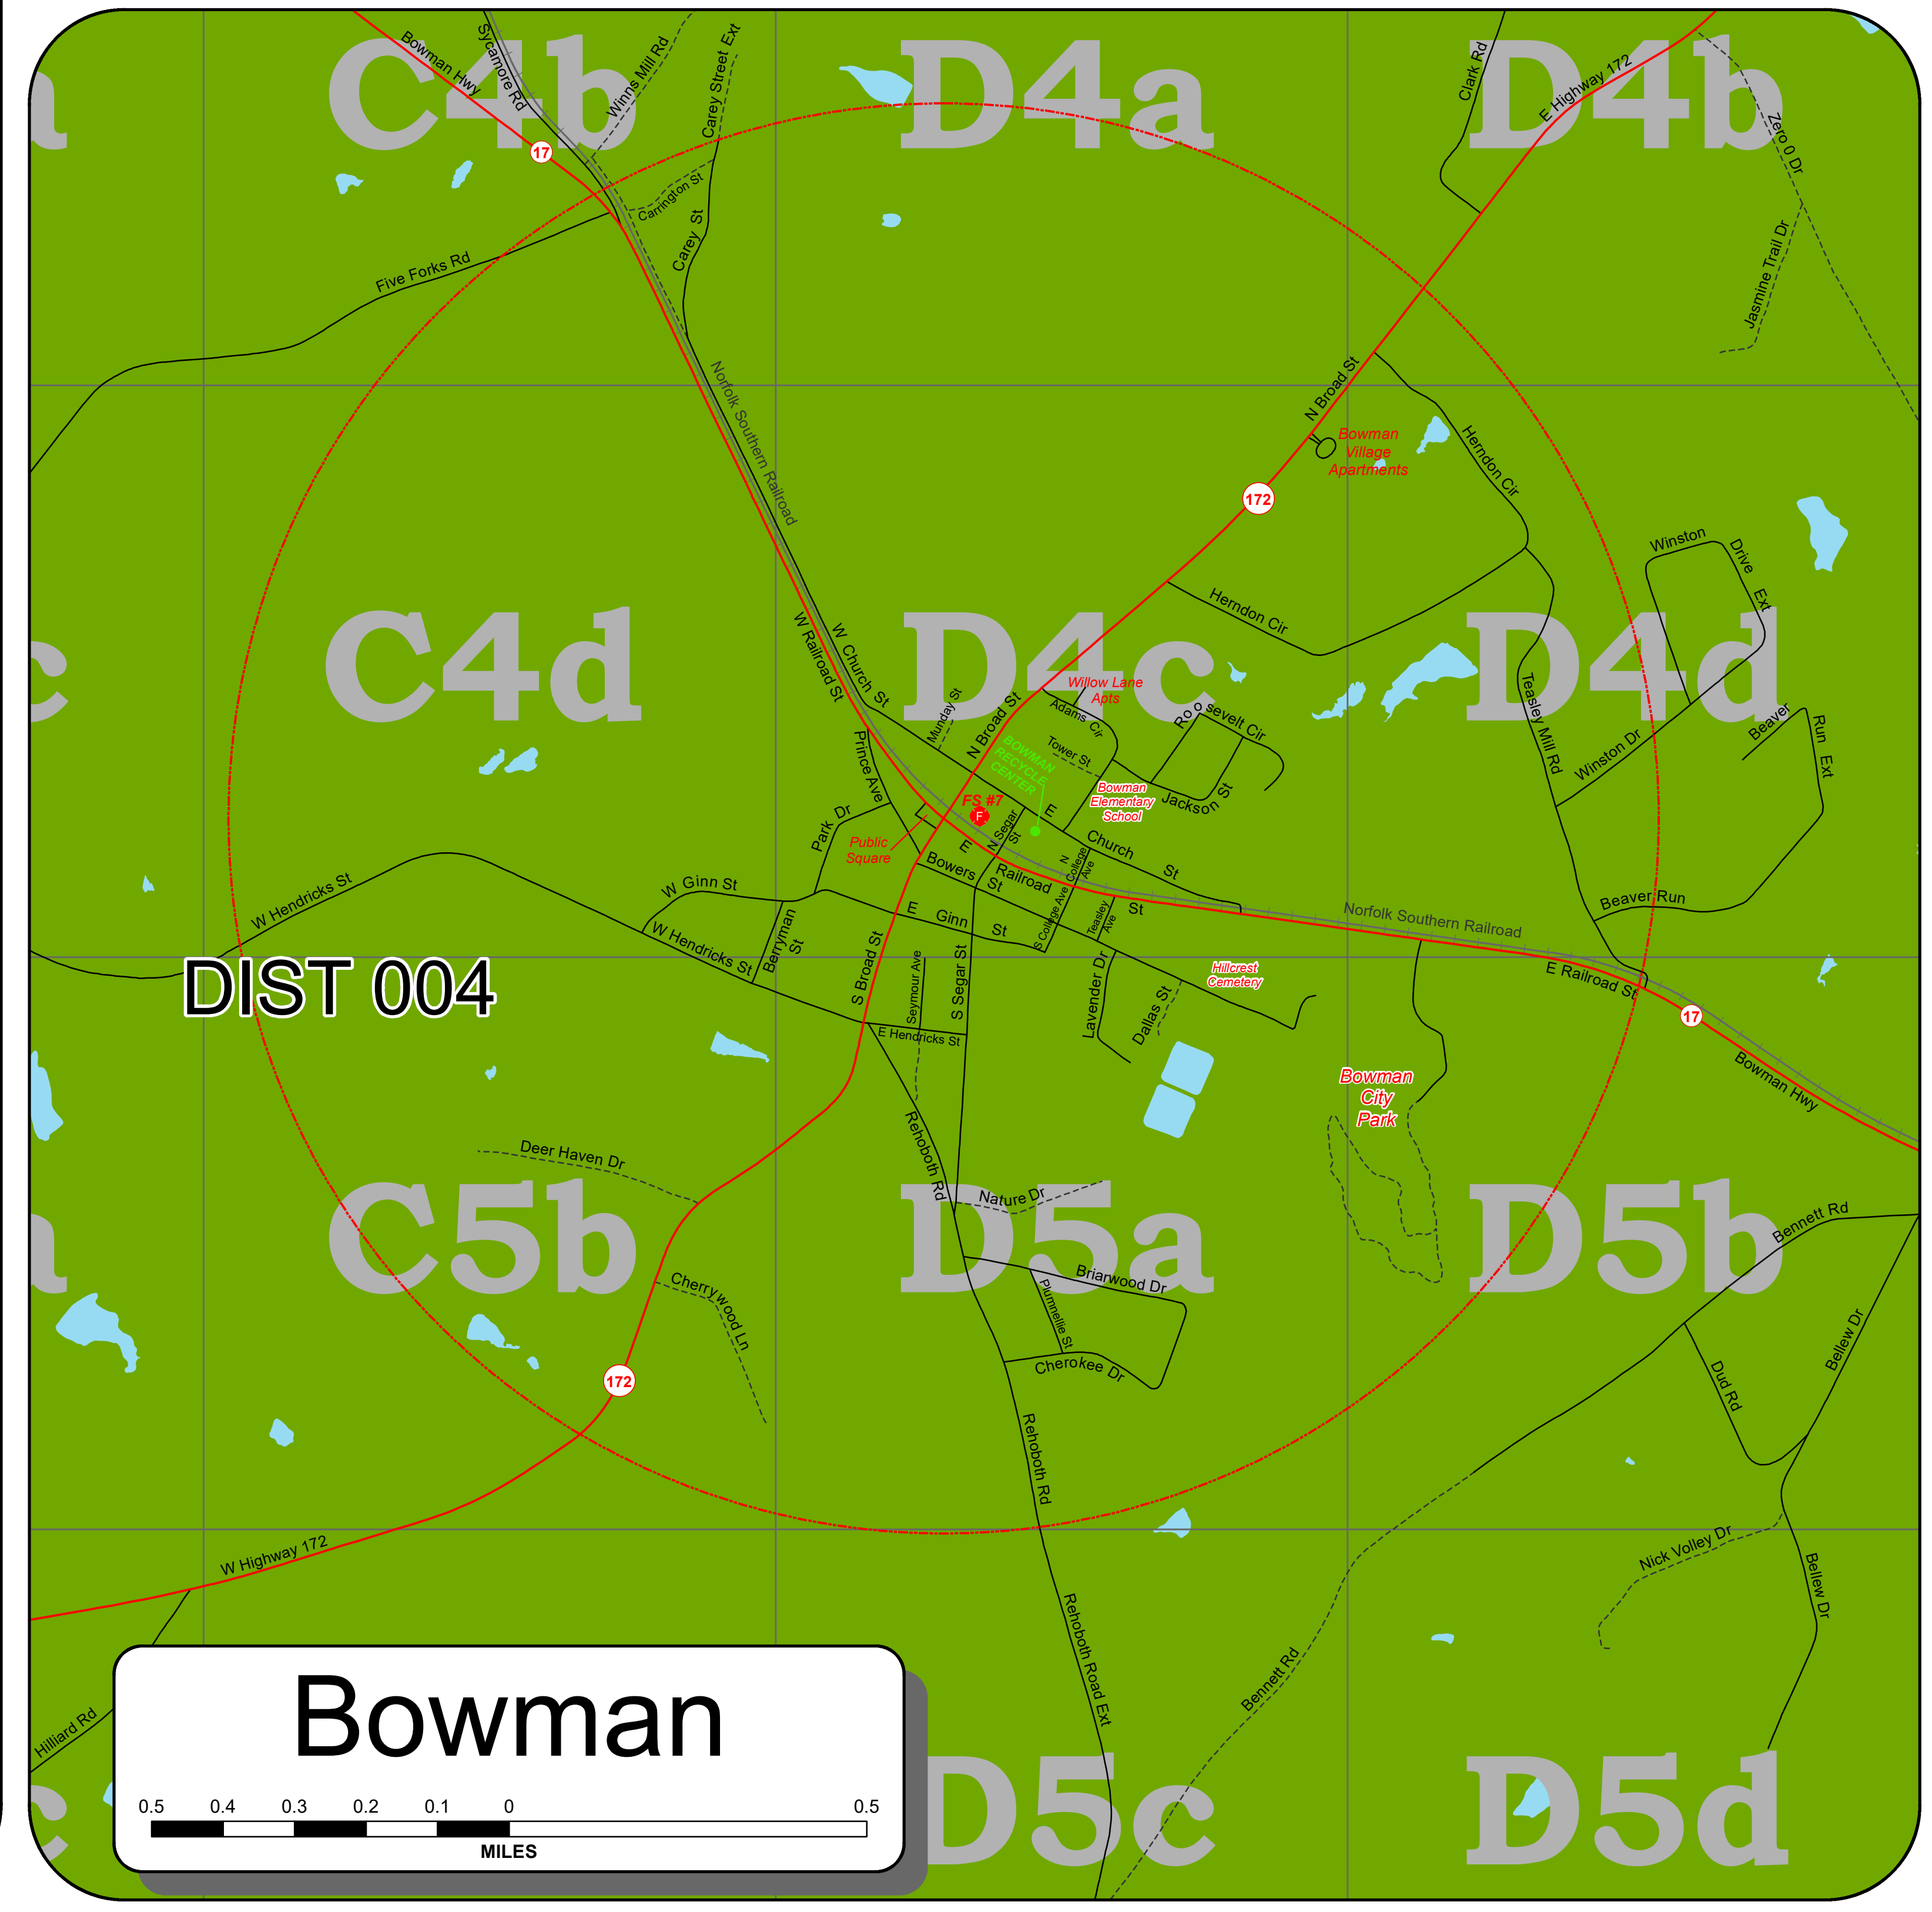 C4b
D4a
D4b
a
Bowman Hwy
Sycamore Rd
Winns Mill Rd
Carey Street Ext
Clark Rd
E Highway 172
Zero 0 Dr
17
Carrington St
Carey St
Five Forks Rd
Jasmine Trail Dr
Norfolk Southern Railroad
N Broad St
Bowman
Village
Apartments
Herndon Cir
172
Winston Drive Ext
Herndon Cir
C4d
D4c
D4d
c
W Railroad St
W Church St
Willow Lane
Apts
Munday St
N Broad St
Adams Cir
Roosevelt Cir
Teasley Mill Rd
Winston Dr
Beaver Run Ext
Prince Ave
BOWMAN
RECYCLE
CENTER
Tower St
Bowman
Elementary
School
Jackson St
FS #7
F
Park Dr
Public
Square
N Segar St
E Church St
E Railroad St
N College Ave
Bowers St
W Ginn St
W Hendricks St
E Ginn St
S College Ave
Teasley Ave
Beaver Run
Norfolk Southern Railroad
W Hendricks St
Berryman St
DIST 004
S Broad St
Seymour Ave
S Segar St
Lavender Dr
Dallas St
Hillcrest
Cemetery
E Railroad St
17
Bowman Hwy
E Hendricks St
Bowman
City
Park
Rehoboth Rd
Deer Haven Dr
Nature Dr
C5b
D5a
D5b
a
Bennett Rd
Cherrywood Ln
Briarwood Dr
Plumnellie St
Cherokee Dr
Bellew Dr
Dud Rd
172
Rehoboth Rd
W Highway 172
Nick Volley Dr
Bellew Dr
Rehoboth Road Ext
Bennett Rd
Hilliard Rd
Bowman
D5c
D5d
c
0.5 0.4 0.3 0.2 0.1 0 0.5
MILES